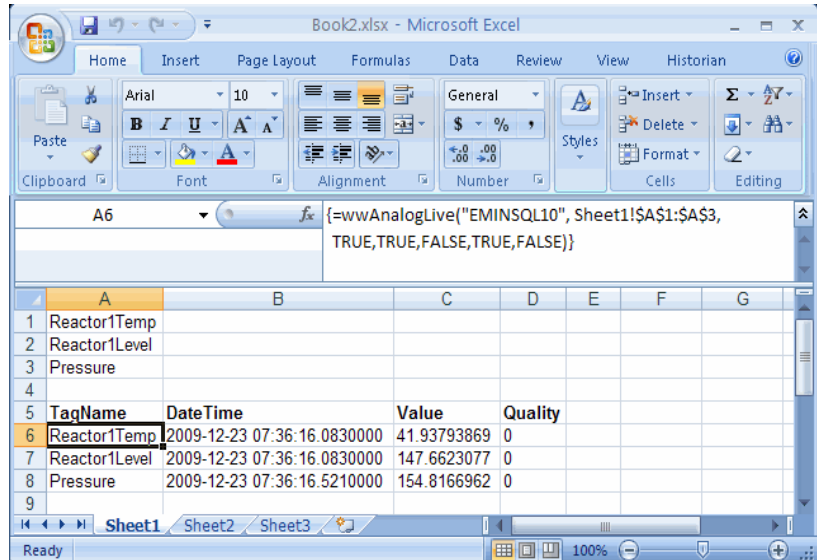 Book2.xlsx - Microsoft Excel
Home Insert Page Layout Formulas Data Review View Historian
Paste
Clipboard
Arial 10
B I U A A
A
Font
Alignment
General
$ % ,
.0 .00 .00 .0
Number
A
Styles
Insert
Delete
Format
Cells
Σ A Z
Editing
A6 fx {=wwAnalogLive("EMINSQL10", Sheet1!$A$1:$A$3,
TRUE,TRUE,FALSE,TRUE,FALSE)}
A B C D E F G
1 Reactor1Temp
2 Reactor1Level
3 Pressure
4
5 TagName DateTime Value Quality
6 Reactor1Temp 2009-12-23 07:36:16.0830000 41.93793869 0
7 Reactor1Level 2009-12-23 07:36:16.0830000 147.6623077 0
8 Pressure 2009-12-23 07:36:16.5210000 154.8166962 0
9
Sheet1 Sheet2 Sheet3
Ready 100%